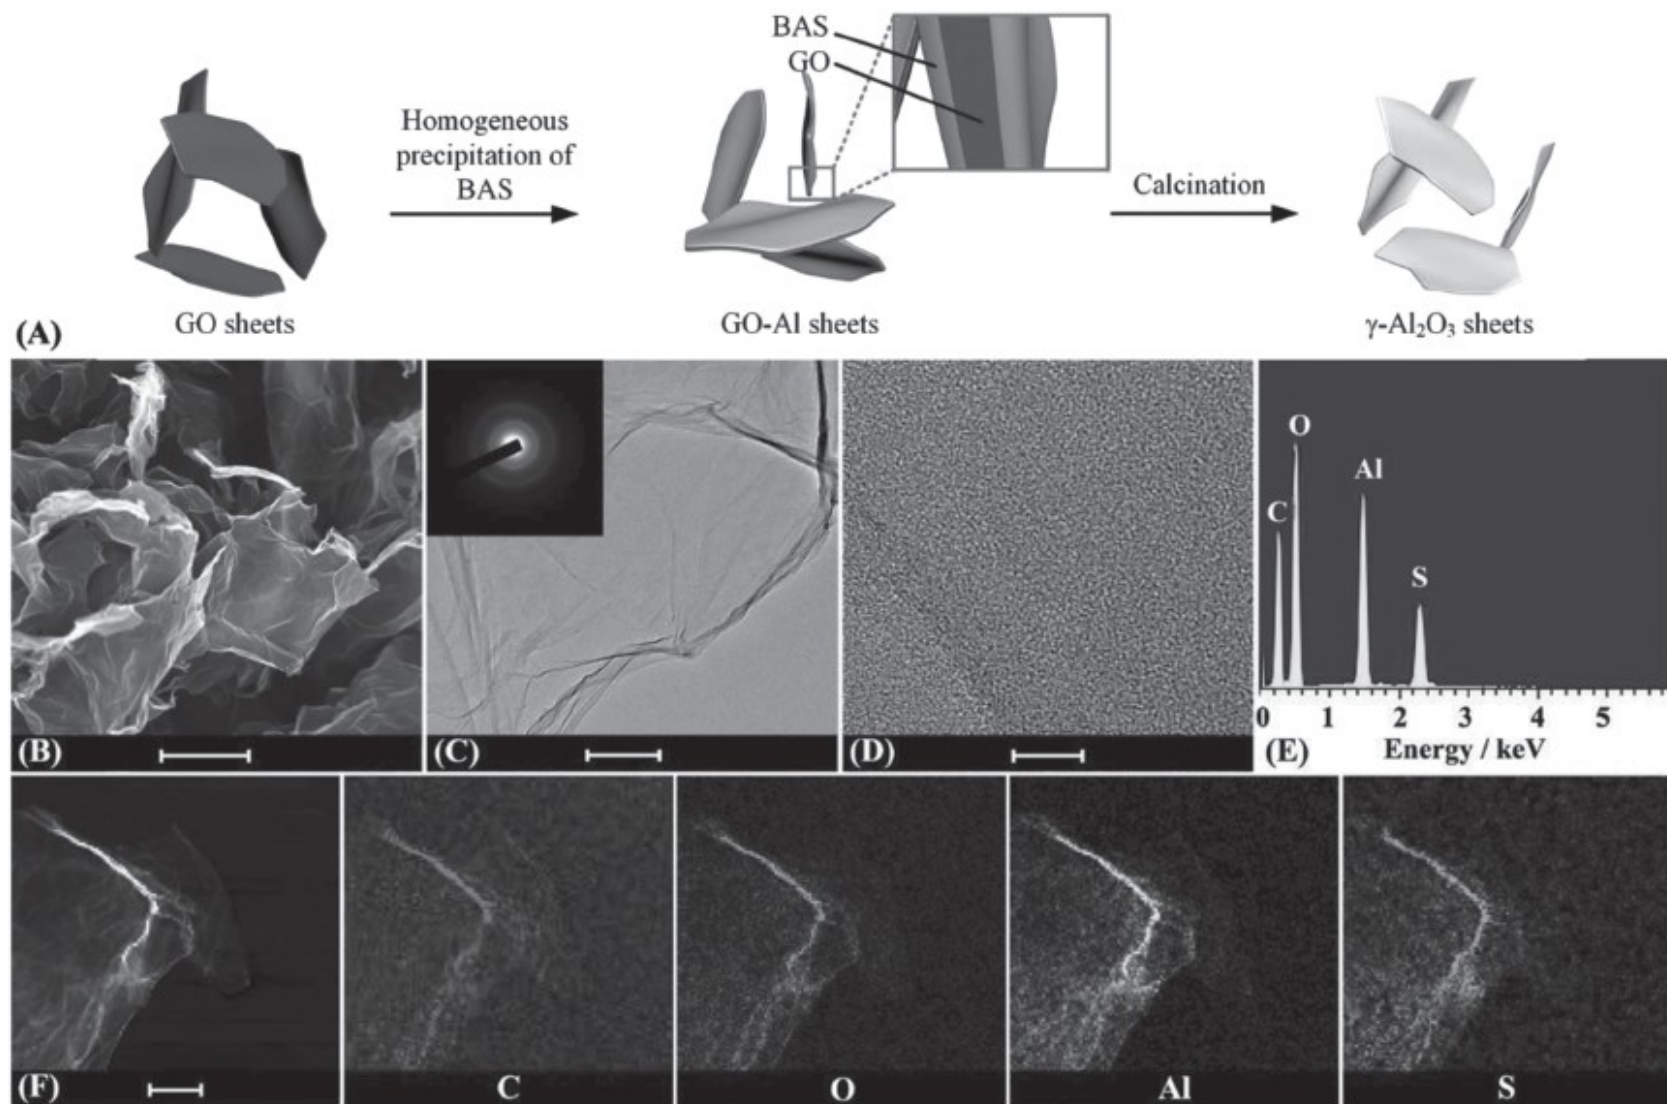 BAS
GO
Homogeneous
precipitation of
BAS
Calcination
(A)
GO sheets
GO-Al sheets
γ-Al₂O₃ sheets
C
O
Al
S
0 1 2 3 4 5
(B)
(C)
(D)
(E)
Energy / keV
(F)
C
O
Al
S